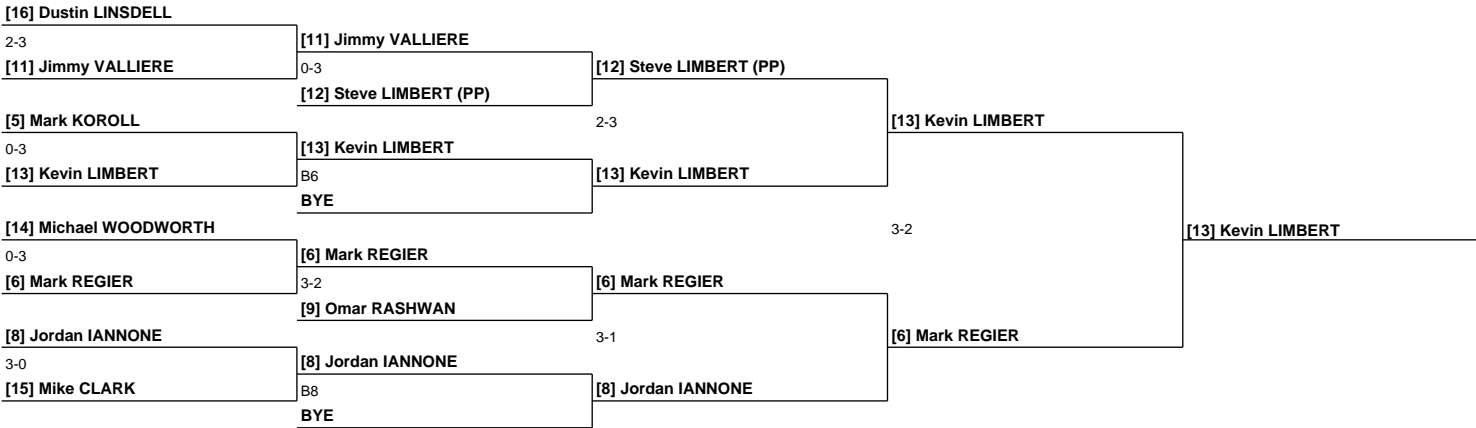 [16] Dustin LINSDELL
2-3
[11] Jimmy VALLIERE
[11] Jimmy VALLIERE
0-3
[12] Steve LIMBERT (PP)
[12] Steve LIMBERT (PP)
[5] Mark KOROLL
0-3
[13] Kevin LIMBERT
[13] Kevin LIMBERT
B6
BYE
[13] Kevin LIMBERT
2-3
[13] Kevin LIMBERT
[14] Michael WOODWORTH
0-3
[6] Mark REGIER
[6] Mark REGIER
3-2
[9] Omar RASHWAN
[6] Mark REGIER
[8] Jordan IANNONE
3-0
[15] Mike CLARK
[8] Jordan IANNONE
B8
BYE
[8] Jordan IANNONE
3-1
[6] Mark REGIER
3-2
[13] Kevin LIMBERT